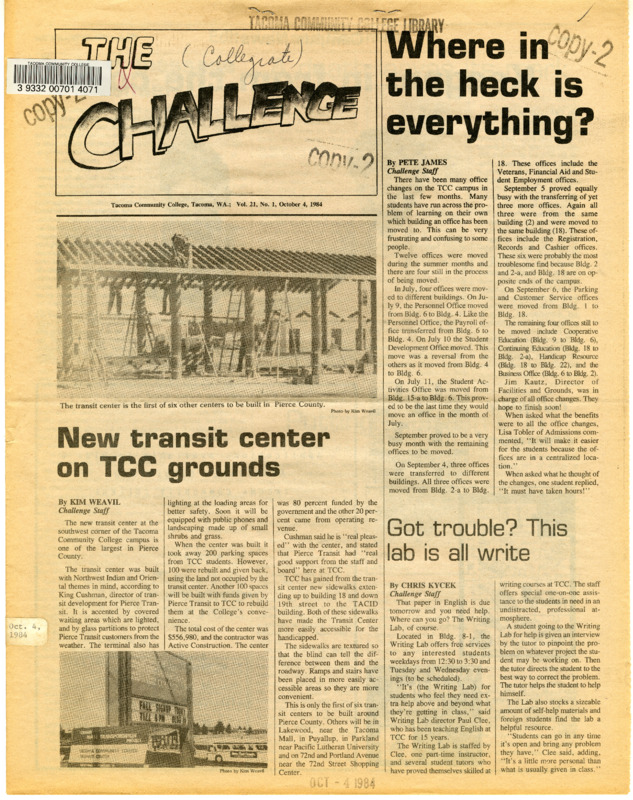 TACOMA COMMUNITY COLLEGE LIBRARY
THE
(Collegiate)
CHALLENGE
COPY-2
TACOMA COMMUNITY COLLEGE
3 9332 00701 4071
COPY-2
Tacoma Community College, Tacoma, WA.; Vol. 21, No. 1, October 4, 1984
The transit center is the first of six other centers to be built in Pierce County.
Photo by Kim Weavil
New transit center
on TCC grounds
By KIM WEAVIL
Challenge Staff
The new transit center at the
southwest corner of the Tacoma
Community College campus is
one of the largest in Pierce
County.
The transit center was built
with Northwest Indian and Orien-
tal themes in mind, according to
King Cushman, director of tran-
sit development for Pierce Tran-
sit. It is accented by covered
waiting areas which are lighted,
and by glass partitions to protect
Pierce Transit customers from the
weather. The terminal also has
Oct. 4,
1984
FALL SIGNUP
TILL 8PM
TACOMA COMMUNITY COLLEGE
Photo by Kim Weavil
lighting at the loading areas for
better safety. Soon it will be
equipped with public phones and
landscaping made up of small
shrubs and grass.
When the center was built it
took away 200 parking spaces
from TCC students. However,
100 were rebuilt and given back,
using the land not occupied by the
transit center. Another 100 spaces
will be built with funds given by
Pierce Transit to TCC to rebuild
them at the College's conve-
nience.
The total cost of the center was
$556,980, and the contractor was
Active Construction. The center
was 80 percent funded by the
government and the other 20 per-
cent came from operating re-
venue.
Cushman said he is "real pleas-
ed" with the center, and stated
that Pierce Transit had "real
good support from the staff and
board" here at TCC.
TCC has gained from the tran-
sit center new sidewalks extend-
ing up to building 18 and down
19th street to the TACID
building. Both of these sidewalks
have made the Transit Center
more easily accessible for the
handicapped.
The sidewalks are textured so
that the blind can tell the dif-
ference between them and the
roadway. Ramps and stairs have
been placed in more easily ac-
cessible areas so they are more
convenient.
This is only the first of six tran-
sit centers to be built around
Pierce County. Others will be in
Lakewood, near the Tacoma
Mall, in Puyallup, in Parkland
near Pacific Lutheran University
and on 72nd and Portland Avenue
near the 72nd Street Shopping
Center.
OCT - 4 1984
Where in
the heck is
everything?
COPY-2
By PETE JAMES
Challenge Staff
There have been many office
changes on the TCC campus in
the last few months. Many
students have run across the pro-
blem of learning on their own
which building an office has been
moved to. This can be very
frustrating and confusing to some
people.
Twelve offices were moved
during the summer months and
there are four still in the process
of being moved.
In July, four offices were mov-
ed to different buildings. On Ju-
ly 9, the Personnel Office moved
from Bldg. 6 to Bldg. 4. Like the
Personnel Office, the Payroll of-
fice transferred from Bldg. 6 to
Bldg. 4. On July 10 the Student
Development Office moved. This
move was a reversal from the
others as it moved from Bldg. 4
to Bldg. 6.
On July 11, the Student Ac-
tivities Office was moved from
Bldg. 15-a to Bldg. 6. This prov-
ed to be the last time they would
move an office in the month of
July.
September proved to be a very
busy month with the remaining
offices to be moved.
On September 4, three offices
were transferred to different
buildings. All three offices were
moved from Bldg. 2-a to Bldg.
18. These offices include the
Veterans, Financial Aid and Stu-
dent Employment offices.
September 5 proved equally
busy with the transferring of yet
three more offices. Again all
three were from the same
building (2) and were moved to
the same building (18). These of-
fices include the Registration,
Records and Cashier offices.
These six were probably the most
troublesome find because Bldg. 2
and 2-a, and Bldg. 18 are on op-
posite ends of the campus.
On September 6, the Parking
and Customer Service offices
were moved from Bldg. 1 to
Bldg. 18.
The remaining four offices still to
be moved include Cooperative
Education (Bldg. 9 to Bldg. 6),
Continuing Education (Bldg. 18 to
Bldg. 2-a), Handicap Resource
(Bldg. 18 to Bldg. 22), and the
Business Office (Bldg. 6 to Bldg. 2).
Jim Kautz, Director of
Facilities and Grounds, was in
charge of all office changes. They
hope to finish soon!
When asked what the benefits
were to all the office changes,
Lisa Tobler of Admissions com-
mented, "It will make it easier
for the students because the of-
fices are in a centralized loca-
tion."
When asked what he thought of
the changes, one student replied,
"It must have taken hours!"
Got trouble? This
lab is all write
By CHRIS KYCEK
Challenge Staff
That paper in English is due
tomorrow and you need help.
Where can you go? The Writing
Lab, of course.
Located in Bldg. 8-1, the
Writing Lab offers free services
to any interested students
weekdays from 12:30 to 3:30 and
Tuesday and Wednesday even-
ings (to be scheduled).
"It's (the Writing Lab) for
students who feel they need ex-
tra help above and beyond what
they're getting in class," said
Writing Lab director Paul Clee,
who has been teaching English at
TCC for 15 years.
The Writing Lab is staffed by
Clee, one part-time instructor,
and several student tutors who
have proved themselves skilled at
writing courses at TCC. The staff
offers special one-on-one assis-
tance to the students in need in an
undistracted, professional at-
mosphere.
A student going to the Writing
Lab for help is given an interview
by the tutor to pinpoint the pro-
blem on whatever project the stu-
dent may be working on. Then
the tutor directs the student to the
best way to correct the problem.
The tutor helps the student to help
himself.
The Lab also stocks a sizeable
amount of self-help materials and
foreign students find the lab a
helpful resource.
"Students can go in any time
it's open and bring any problem
they have," Clee said, adding,
"It's a little more personal than
what is usually given in class."